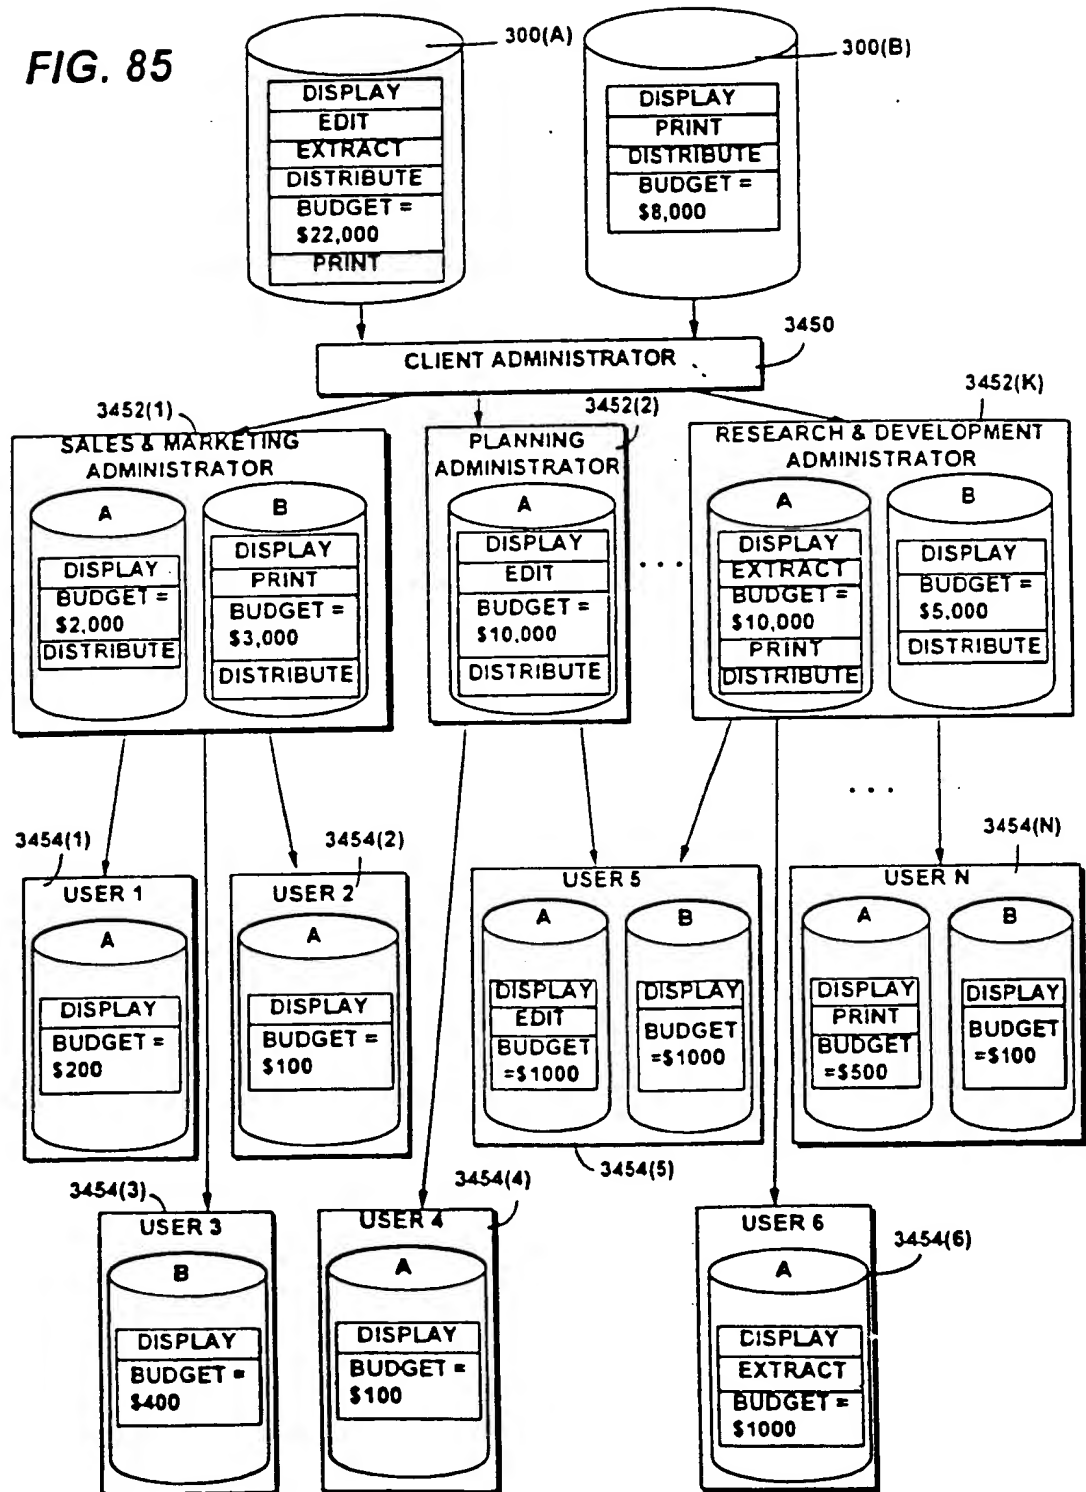 FIG. 85
300(A)
DISPLAY
EDIT
EXTRACT
DISTRIBUTE
BUDGET =
$22,000
PRINT
300(B)
DISPLAY
PRINT
DISTRIBUTE
BUDGET =
$8,000
3450
CLIENT ADMINISTRATOR
3452(1)
SALES & MARKETING
ADMINISTRATOR
A
DISPLAY
BUDGET =
$2,000
DISTRIBUTE
B
DISPLAY
PRINT
BUDGET =
$3,000
DISTRIBUTE
3452(2)
PLANNING
ADMINISTRATOR
A
DISPLAY
EDIT
BUDGET =
$10,000
DISTRIBUTE
. . .
3452(K)
RESEARCH & DEVELOPMENT
ADMINISTRATOR
A
DISPLAY
EXTRACT
BUDGET =
$10,000
PRINT
DISTRIBUTE
B
DISPLAY
BUDGET =
$5,000
DISTRIBUTE
. . .
3454(1)
USER 1
A
DISPLAY
BUDGET =
$200
3454(2)
USER 2
A
DISPLAY
BUDGET =
$100
USER 5
A
DISPLAY
EDIT
BUDGET
=$1000
B
DISPLAY
BUDGET
=$1000
3454(5)
3454(N)
USER N
A
DISPLAY
PRINT
BUDGET
=$500
B
DISPLAY
BUDGET
=$100
3454(3)
USER 3
B
DISPLAY
BUDGET =
$400
3454(4)
USER 4
A
DISPLAY
BUDGET =
$100
USER 6
3454(6)
A
DISPLAY
EXTRACT
BUDGET =
$1000